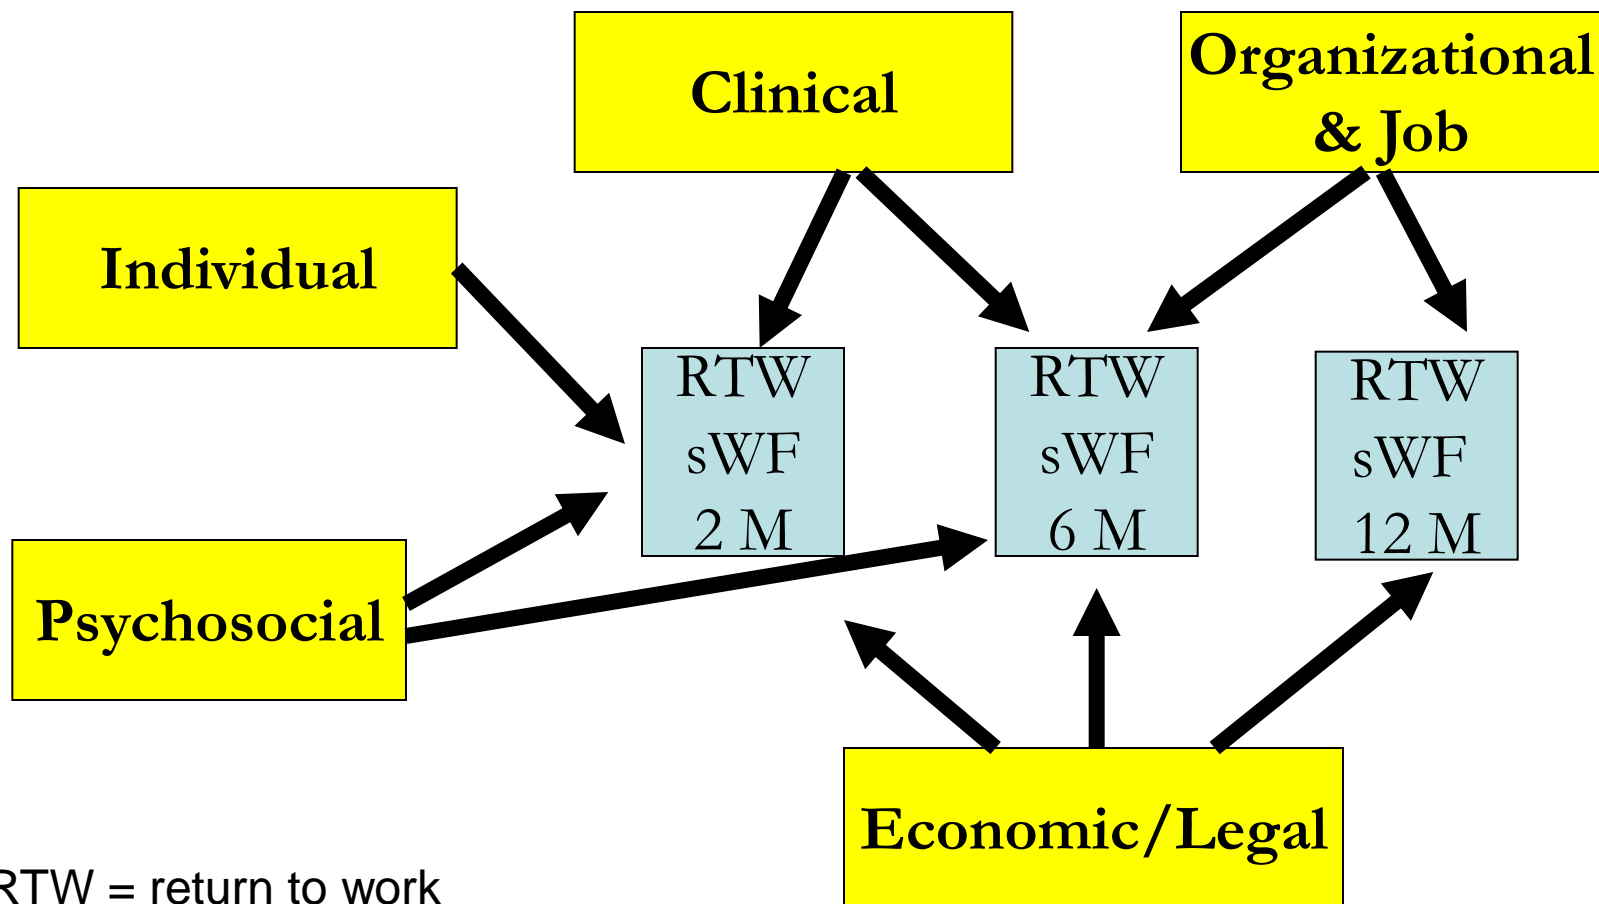 Clinical
Organizational
& Job
Individual
RTW
sWF
2 M
RTW
sWF
6 M
RTW
sWF
12 M
Psychosocial
Economic/Legal
RTW = return to work